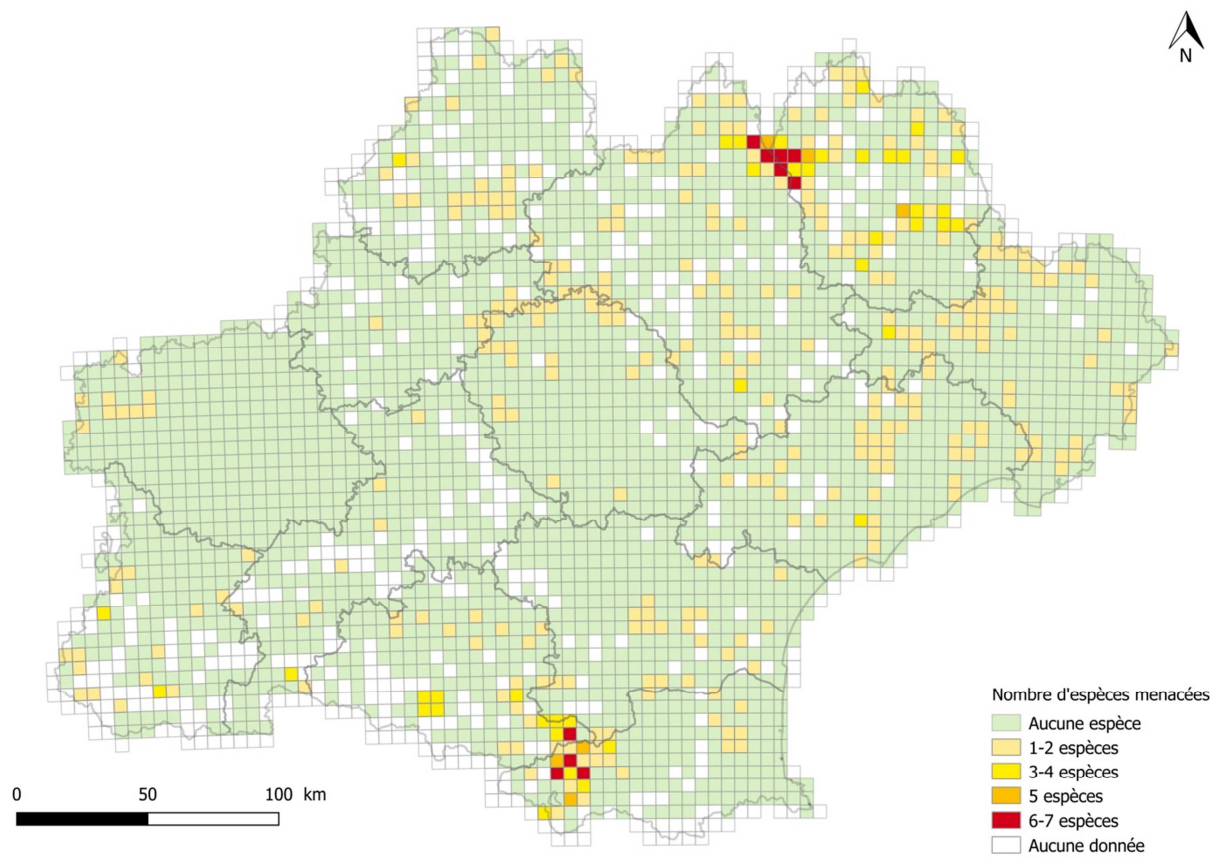 N
Nombre d'espèces menacées
Aucune espèce
1-2 espèces
3-4 espèces
5 espèces
6-7 espèces
Aucune donnée
0 50 100 km